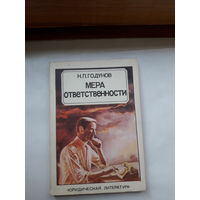 Н.П.ГОДУНОВ
МЕРА
ОТВЕТСТВЕННОСТИ
ЮРИДИЧЕСКАЯ ЛИТЕРАТУРА